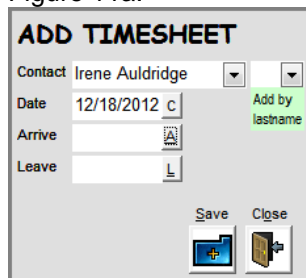 ADD TIMESHEET
Contact Irene Auldridge
Date 12/18/2012 C Add by
lastname
Arrive A
Leave L
Save Close